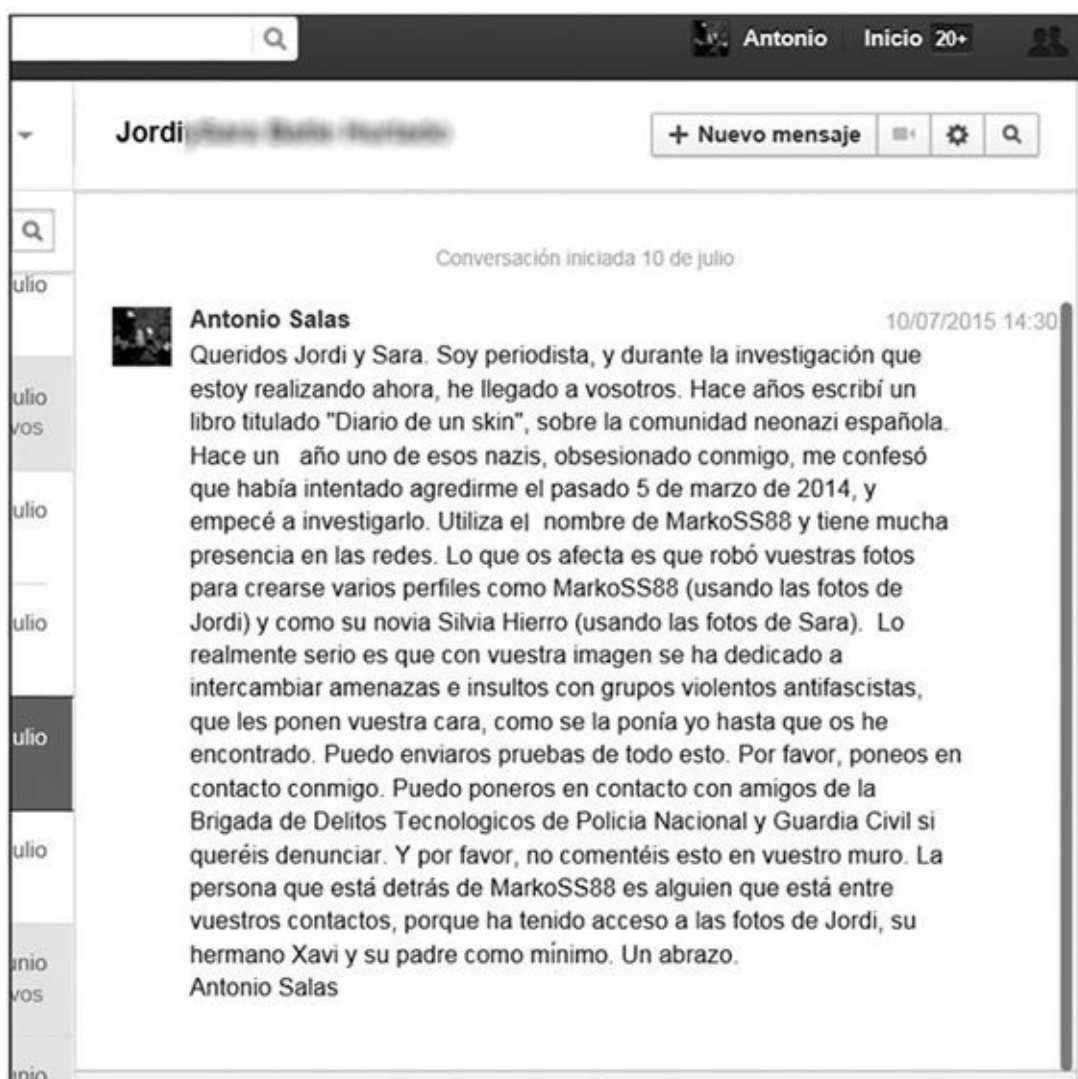 Antonio Inicio 20+
Jordi
+ Nuevo mensaje
Conversación iniciada 10 de julio
ulio
Antonio Salas 10/07/2015 14:30
Queridos Jordi y Sara. Soy periodista, y durante la investigación que
estoy realizando ahora, he llegado a vosotros. Hace años escribí un
libro titulado "Diario de un skin", sobre la comunidad neonazi española.
Hace un año uno de esos nazis, obsesionado conmigo, me confesó
que había intentado agredirme el pasado 5 de marzo de 2014, y
empecé a investigarlo. Utiliza el nombre de MarkoSS88 y tiene mucha
presencia en las redes. Lo que os afecta es que robó vuestras fotos
para crearse varios perfiles como MarkoSS88 (usando las fotos de
Jordi) y como su novia Silvia Hierro (usando las fotos de Sara). Lo
realmente serio es que con vuestra imagen se ha dedicado a
intercambiar amenazas e insultos con grupos violentos antifascistas,
que les ponen vuestra cara, como se la ponía yo hasta que os he
encontrado. Puedo enviaros pruebas de todo esto. Por favor, poneos en
contacto conmigo. Puedo poneros en contacto con amigos de la
Brigada de Delitos Tecnologicos de Policia Nacional y Guardia Civil si
queréis denunciar. Y por favor, no comentéis esto en vuestro muro. La
persona que está detrás de MarkoSS88 es alguien que está entre
vuestros contactos, porque ha tenido acceso a las fotos de Jordi, su
hermano Xavi y su padre como mínimo. Un abrazo.
Antonio Salas
ulio
vos
ulio
ulio
ulio
ulio
unio
vos
unio